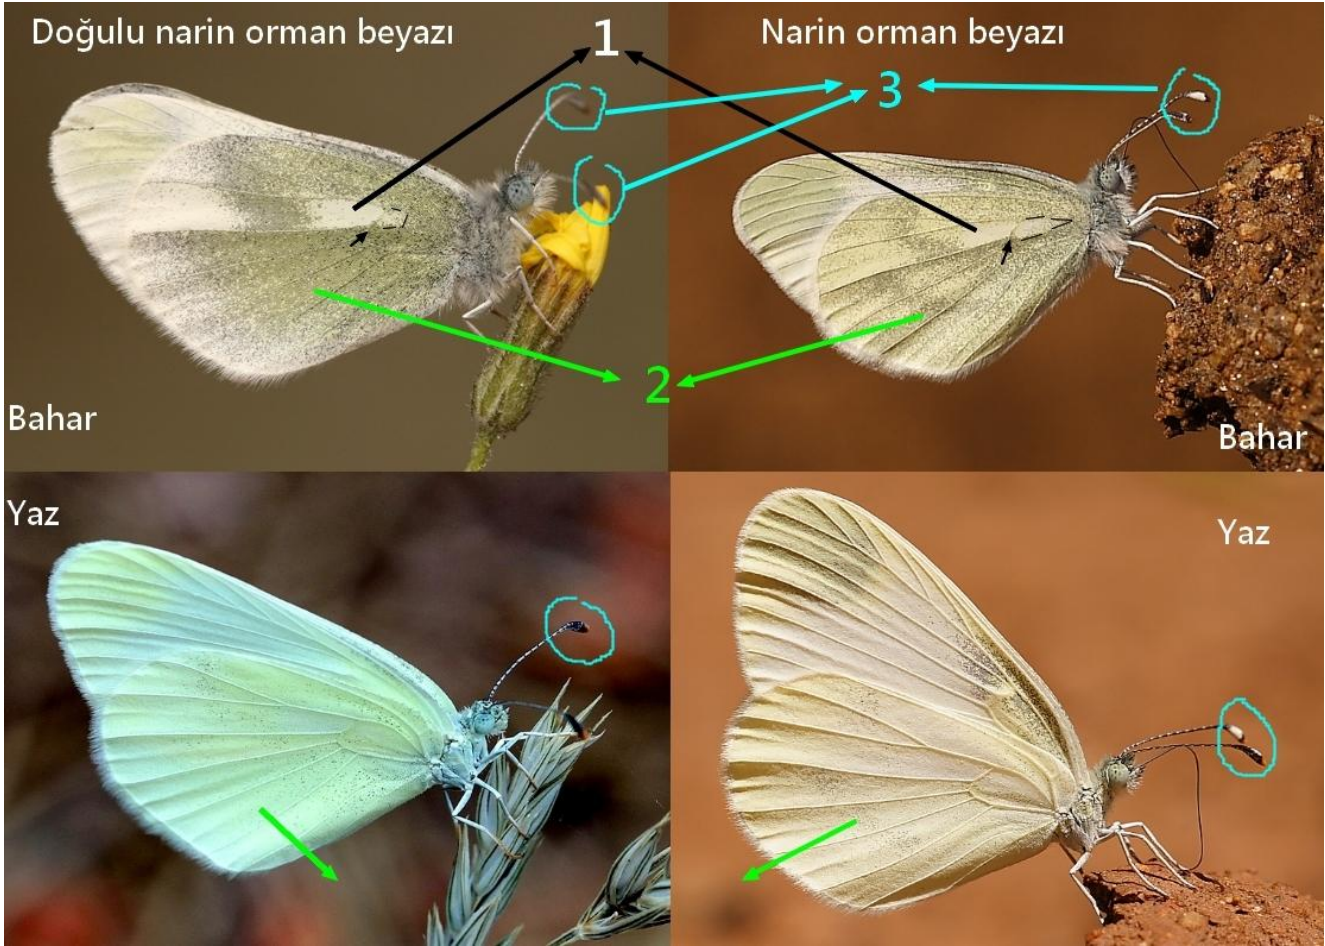 Doğulu narin orman beyazı
1
Narin orman beyazı
3
2
Bahar
Bahar
Yaz
Yaz